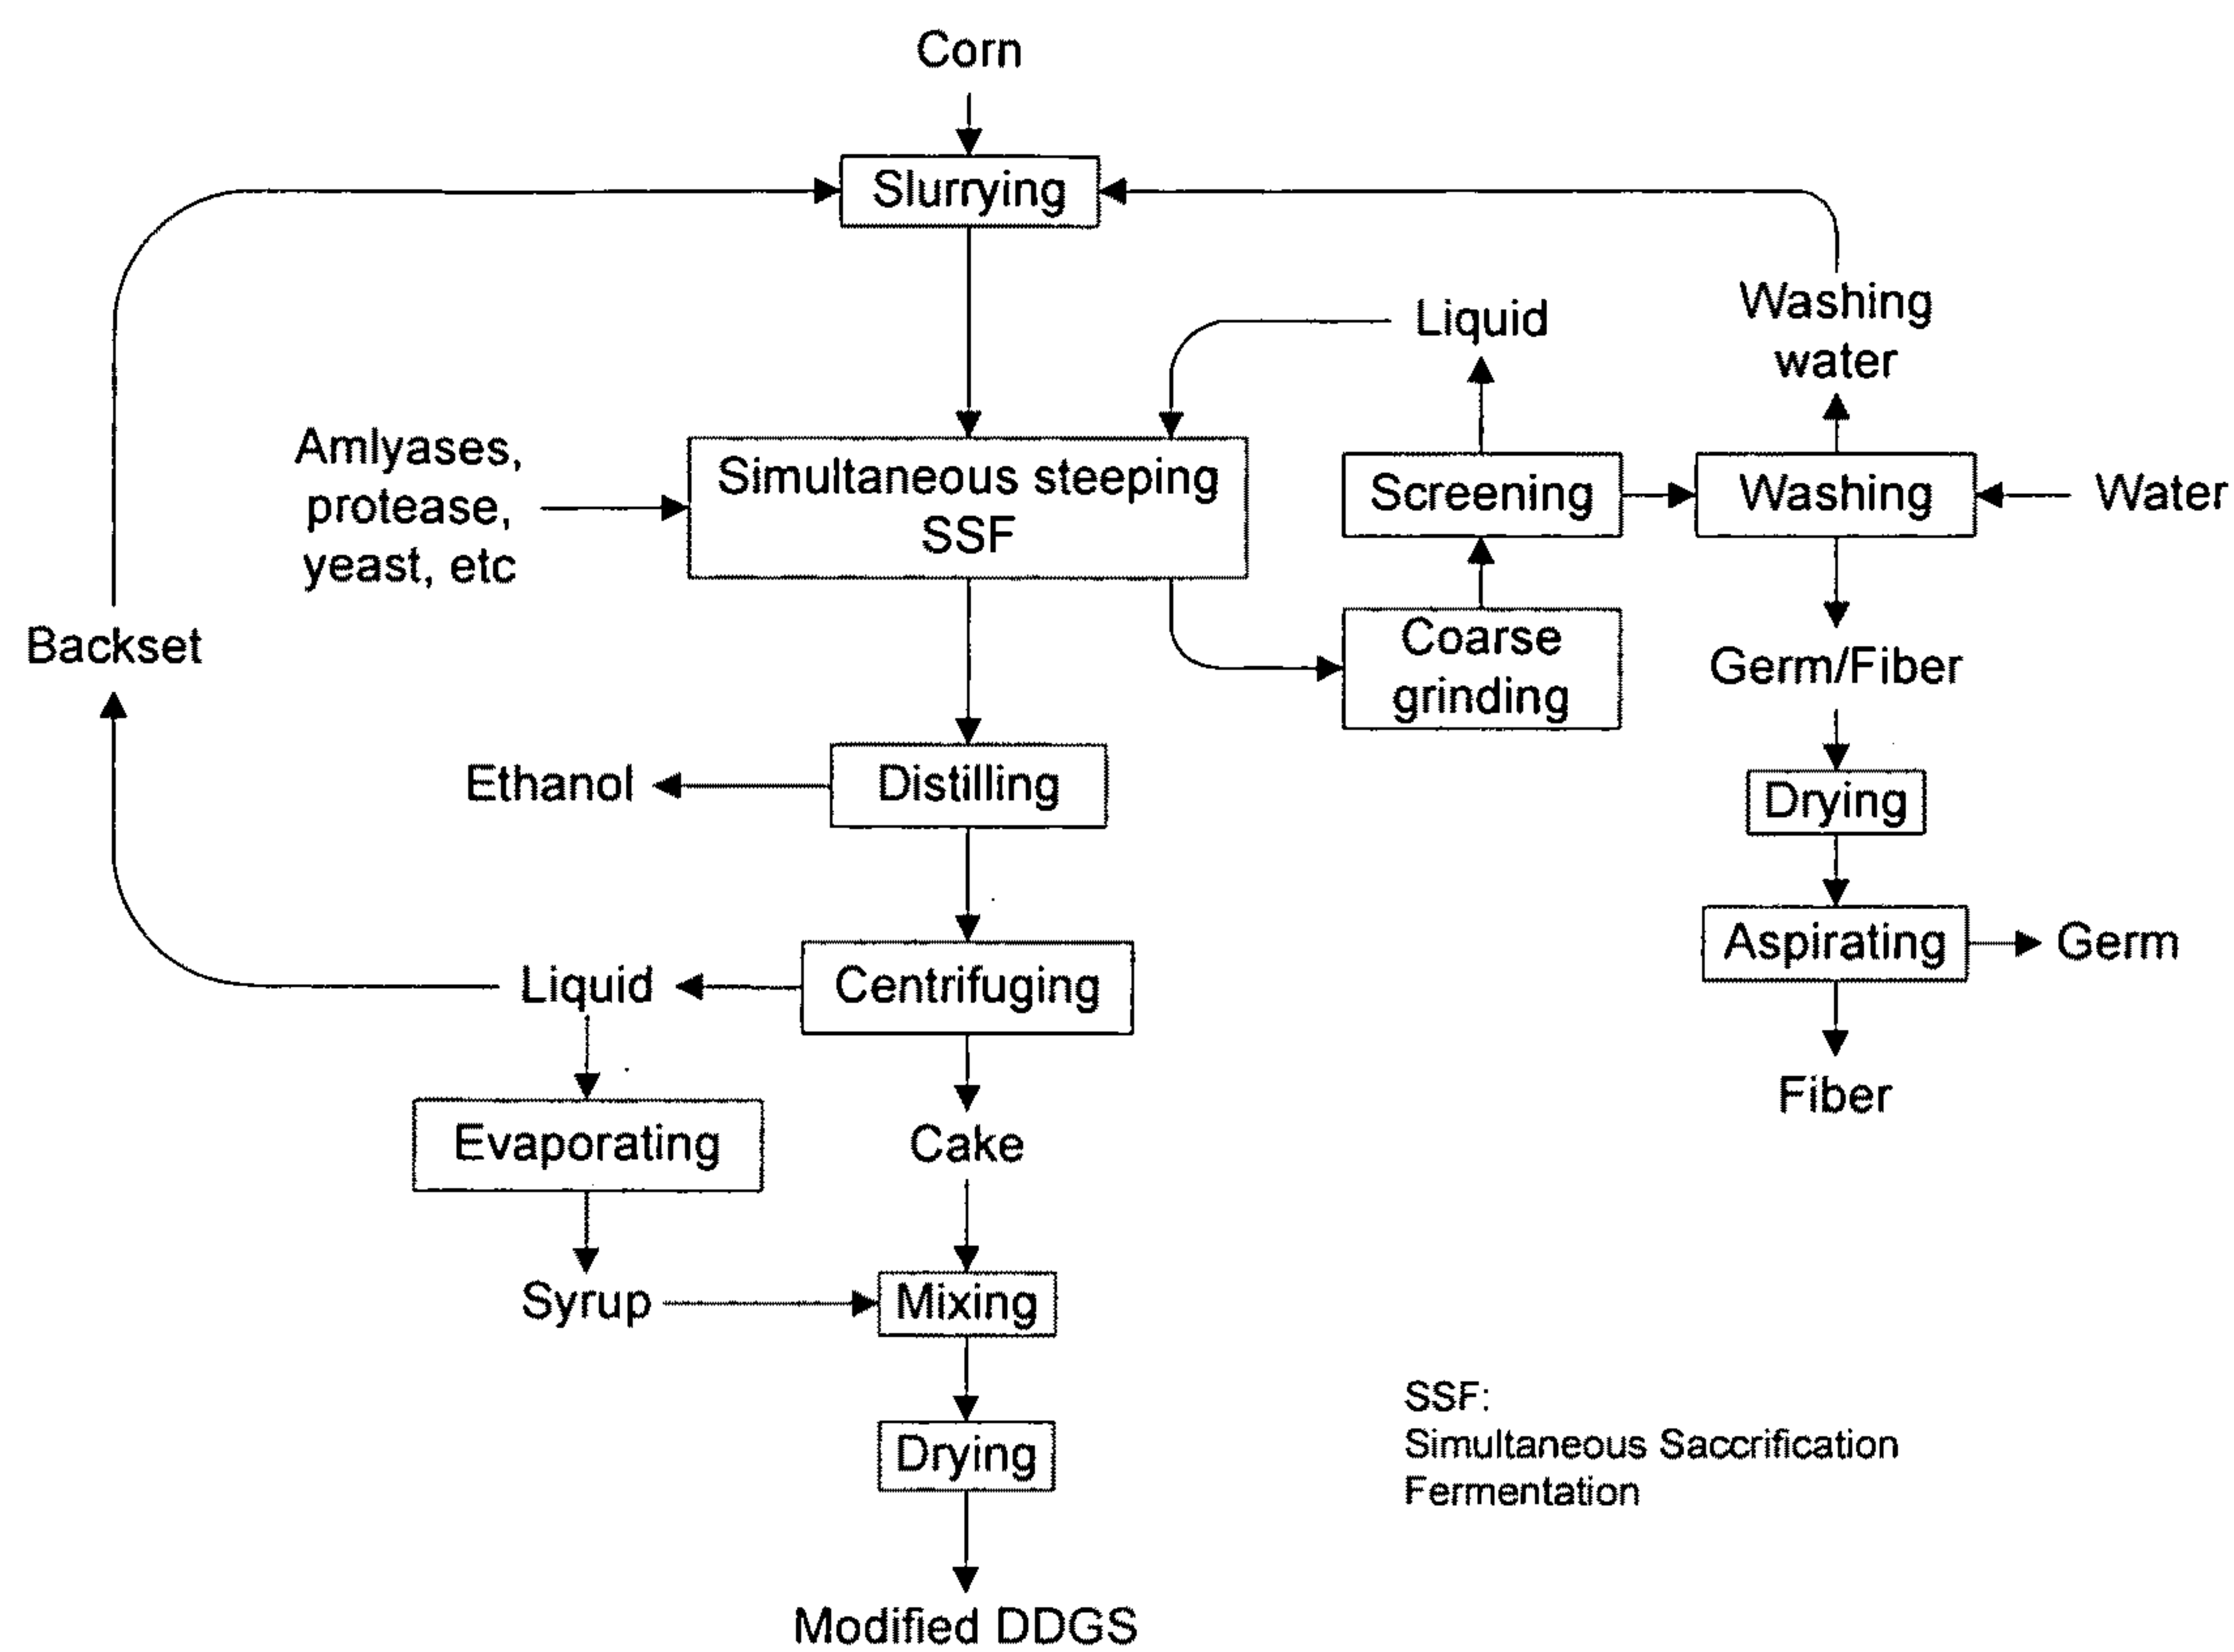 Corn
Slurrying
Liquid
Washing
water
Amlyases,
protease,
yeast, etc
Simultaneous steeping
SSF
Screening
Washing
Water
Backset
Coarse
grinding
Germ/Fiber
Ethanol
Distilling
Drying
Aspirating
Germ
Liquid
Centrifuging
Fiber
Evaporating
Cake
Syrup
Mixing
Drying
SSF:
Simultaneous Saccrification
Fermentation
Modified DDGS